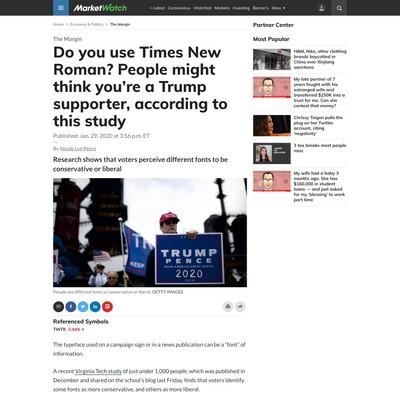 MarketWatch
Latest Coronavirus Watchlist Markets Investing Barron's More
Home > Economy & Politics > The Margin
The Margin
Do you use Times New
Roman? People might
think you're a Trump
supporter, according to
this study
Published: Jan. 29, 2020 at 3:56 p.m. ET
By Nicole Lyn Pesce
Research shows that voters perceive different fonts to be
conservative or liberal
KEEP
TRUMP
PENCE
MAKE AMERICA GREAT AGAIN!
2020
People see different fonts as conservative or liberal. GETTY IMAGES
Referenced Symbols
TWTR -3.44%
The typeface used on a campaign sign or in a news publication can be a "font" of
information.
A recent Virginia Tech study of just under 1,000 people, which was published in
December and shared on the school's blog last Friday, finds that voters identify
some fonts as more conservative, and others as more liberal.
Partner Center
Most Popular
H&M, Nike, other clothing
brands boycotted in
China over Xinjiang
sanctions
My late partner of 7
years fought with his
estranged wife and
transferred $250K into a
trust for me. Can she
contest that money?
Chrissy Teigen pulls the
plug on her Twitter
account, citing
'negativity'
3 tax breaks most people
miss
My wife had a baby 3
months ago. She has
$160,000 in student
loans — and just asked
for my 'blessing' to work
part time